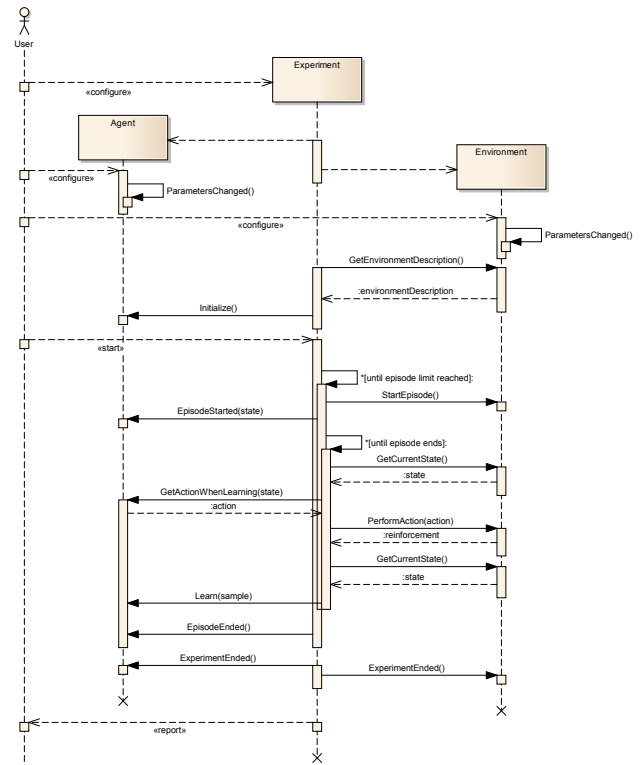 User
Experiment
«configure»
Agent
Environment
«configure»
ParametersChanged()
«configure»
ParametersChanged()
GetEnvironmentDescription()
:environmentDescription
Initialize()
«start»
*[until episode limit reached]:
StartEpisode()
EpisodeStarted(state)
*[until episode ends]:
GetCurrentState()
:state
GetActionWhenLearning(state)
:action
PerformAction(action)
:reinforcement
GetCurrentState()
:state
Learn(sample)
EpisodeEnded()
ExperimentEnded()
ExperimentEnded()
«report»